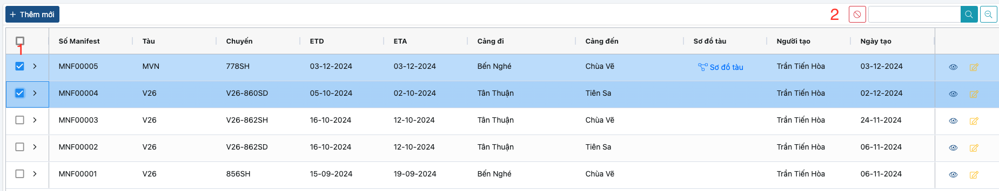 + Thêm mới 2
Số Manifest Tàu Chuyến ETD ETA Cảng đi Cảng đến Sơ đồ tàu Người tạo Ngày tạo
1
MNF00005 MVN 778SH 03-12-2024 03-12-2024 Bến Nghé Chùa Vẽ Sơ đồ tàu Trần Tiến Hòa 03-12-2024
MNF00004 V26 V26-860SD 05-10-2024 02-10-2024 Tân Thuận Tiên Sa Trần Tiến Hòa 02-12-2024
MNF00003 V26 V26-862SH 16-10-2024 12-10-2024 Tân Thuận Chùa Vẽ Trần Tiến Hòa 24-11-2024
MNF00002 V26 V26-862SD 16-10-2024 12-10-2024 Tân Thuận Tiên Sa Trần Tiến Hòa 06-11-2024
MNF00001 V26 856SH 15-09-2024 19-09-2024 Bến Nghé Chùa Vẽ Trần Tiến Hòa 06-11-2024